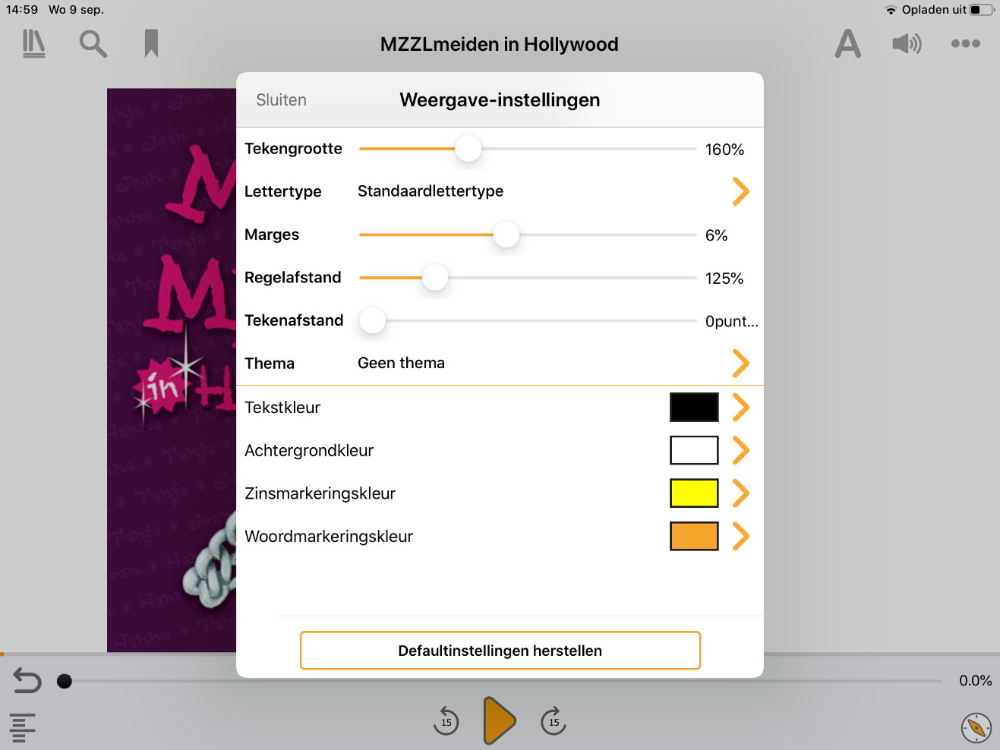 14:59 Wo 9 sep.
Opladen uit
MZZLmeiden in Hollywood
A
Sluiten
Weergave-instellingen
Tekengrootte 160%
Lettertype Standaardlettertype
Marges 6%
Regelafstand 125%
Tekenafstand 0punt...
Thema Geen thema
in H
Tekstkleur
Achtergrondkleur
Zinsmarkeringskleur
Woordmarkeringskleur
Defaultinstellingen herstellen
0.0%
15 15